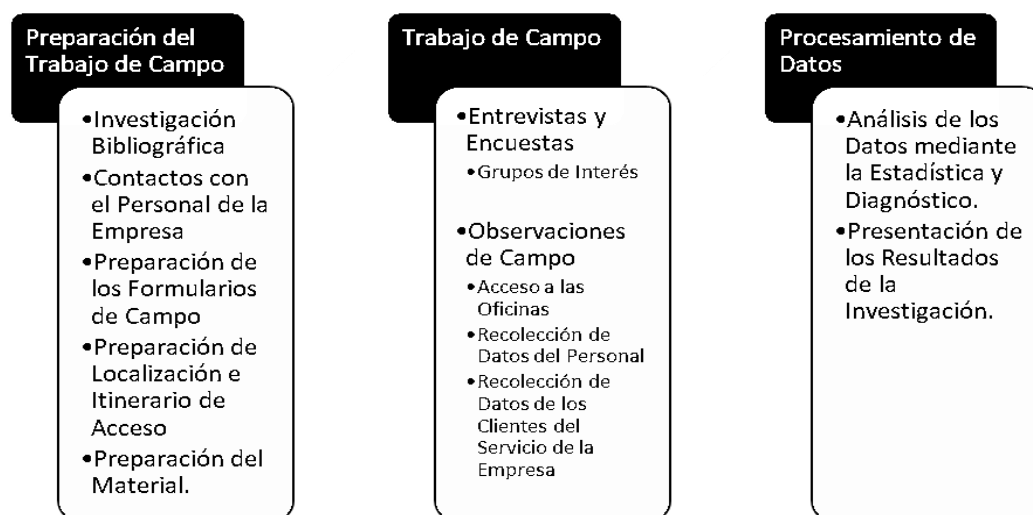 Preparación del
Trabajo de Campo
•Investigación
Bibliográfica
•Contactos con
el Personal de la
Empresa
•Preparación de
los Formularios
de Campo
•Preparación de
Localización e
Itinerario de
Acceso
•Preparación del
Material.
Trabajo de Campo
•Entrevistas y
Encuestas
•Grupos de Interés
•Observaciones
de Campo
•Acceso a las
Oficinas
•Recolección de
Datos del Personal
•Recolección de
Datos de los
Clientes del
Servicio de la
Empresa
Procesamiento de
Datos
•Análisis de los
Datos mediante
la Estadística y
Diagnóstico.
•Presentación de
los Resultados
de la
Investigación.